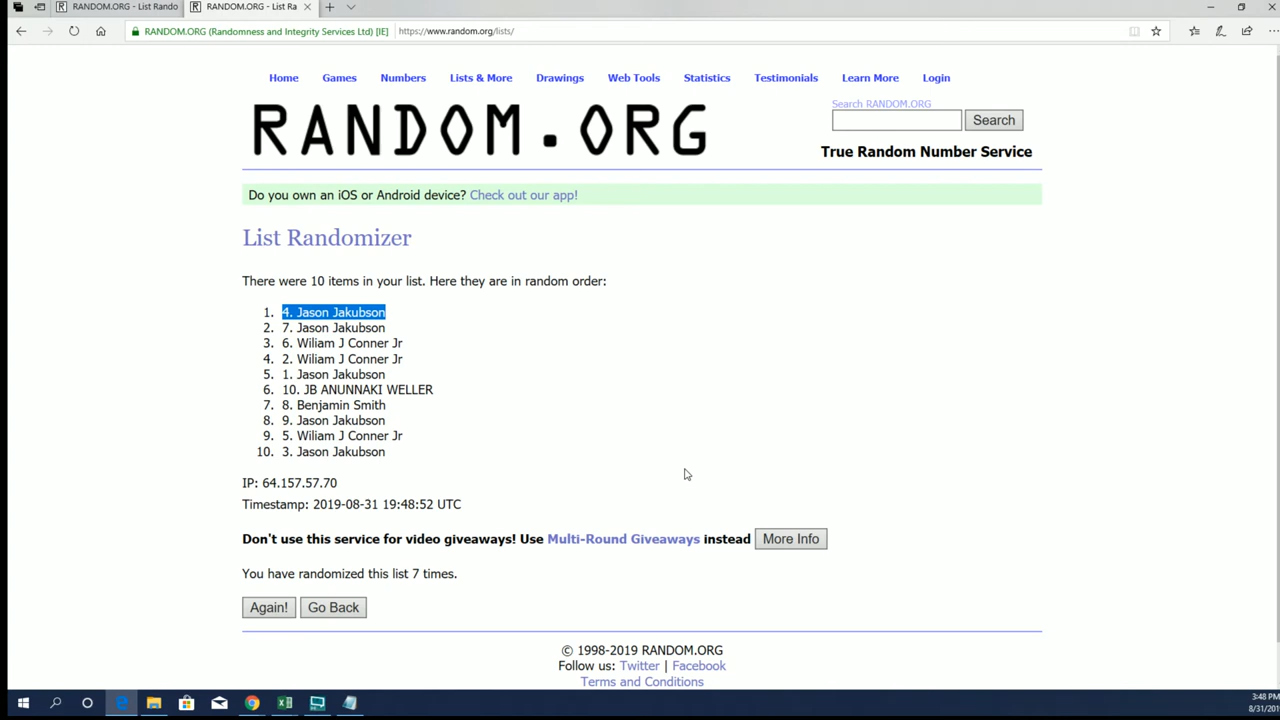 RANDOM.ORG - List Rando
RANDOM.ORG - List Ra
RANDOM.ORG (Randomness and Integrity Services Ltd) [IE]
https://www.random.org/lists/
Home Games Numbers Lists & More Drawings Web Tools Statistics Testimonials Learn More Login
RANDOM.ORG
Search RANDOM.ORG
Search
True Random Number Service
Do you own an iOS or Android device? Check out our app!
List Randomizer
There were 10 items in your list. Here they are in random order:
1. 4. Jason Jakubson
2. 7. Jason Jakubson
3. 6. Wiliam J Conner Jr
4. 2. Wiliam J Conner Jr
5. 1. Jason Jakubson
6. 10. JB ANUNNAKI WELLER
7. 8. Benjamin Smith
8. 9. Jason Jakubson
9. 5. Wiliam J Conner Jr
10. 3. Jason Jakubson
IP: 64.157.57.70
Timestamp: 2019-08-31 19:48:52 UTC
Don't use this service for video giveaways! Use Multi-Round Giveaways instead More Info
You have randomized this list 7 times.
Again! Go Back
© 1998-2019 RANDOM.ORG
Follow us: Twitter | Facebook
Terms and Conditions
3:48 PM
8/31/201